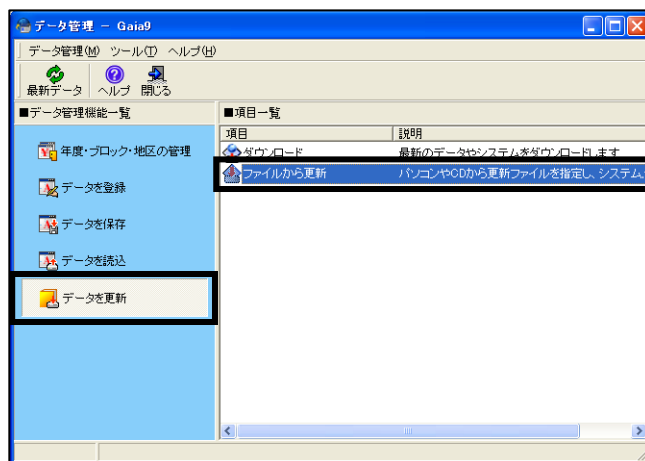 データ管理 － Gaia9
データ管理(M) ツール(T) ヘルプ(H)
最新データ ヘルプ 閉じる
■データ管理機能一覧
■項目一覧
項目 説明
年度・ブロック・地区の管理
データを登録
データを保存
データを読込
データを更新
ダウンロード 最新のデータやシステムをダウンロードします
ファイルから更新 パソコンやCDから更新ファイルを指定し、システム